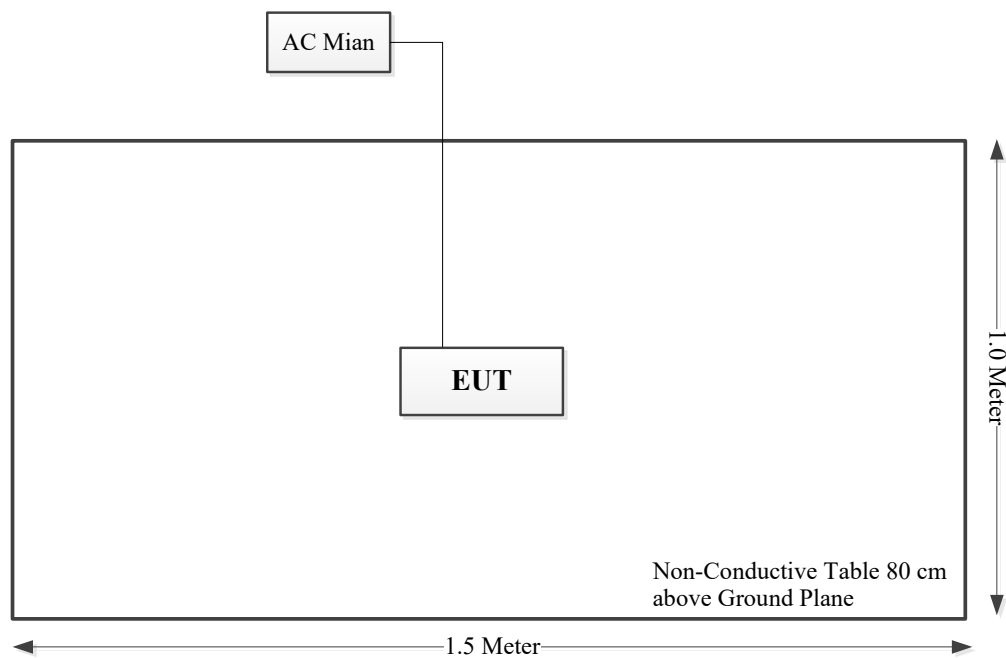 AC Mian
EUT
1.0 Meter
Non-Conductive Table 80 cm
above Ground Plane
1.5 Meter